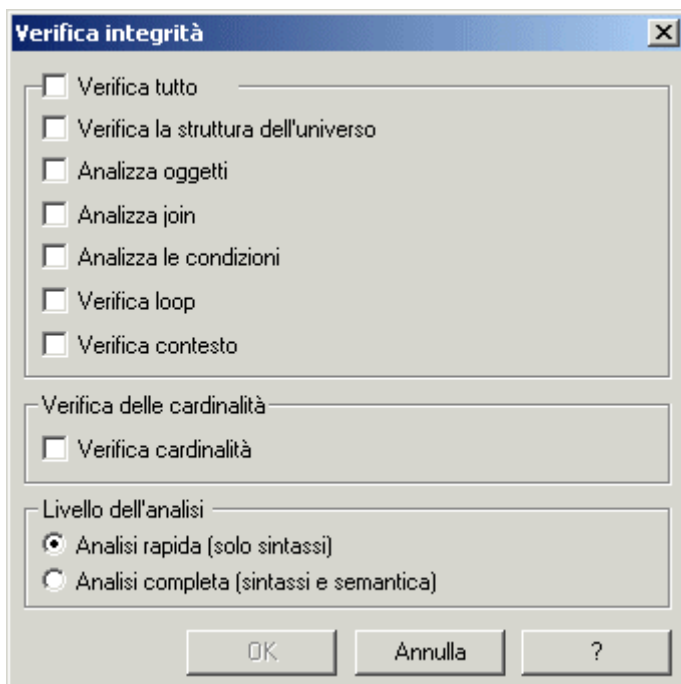 Verifica integrità
Verifica tutto
Verifica la struttura dell'universo
Analizza oggetti
Analizza join
Analizza le condizioni
Verifica loop
Verifica contesto
Verifica delle cardinalità
Verifica cardinalità
Livello dell'analisi
Analisi rapida (solo sintassi)
Analisi completa (sintassi e semantica)
OK Annulla ?